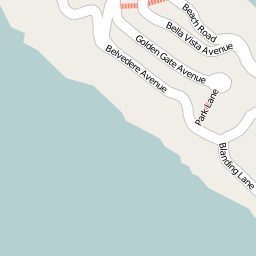 Beach Road
Bella Vista Avenue
Golden Gate Avenue
Belvedere Avenue
Park Lane
Blanding Lane